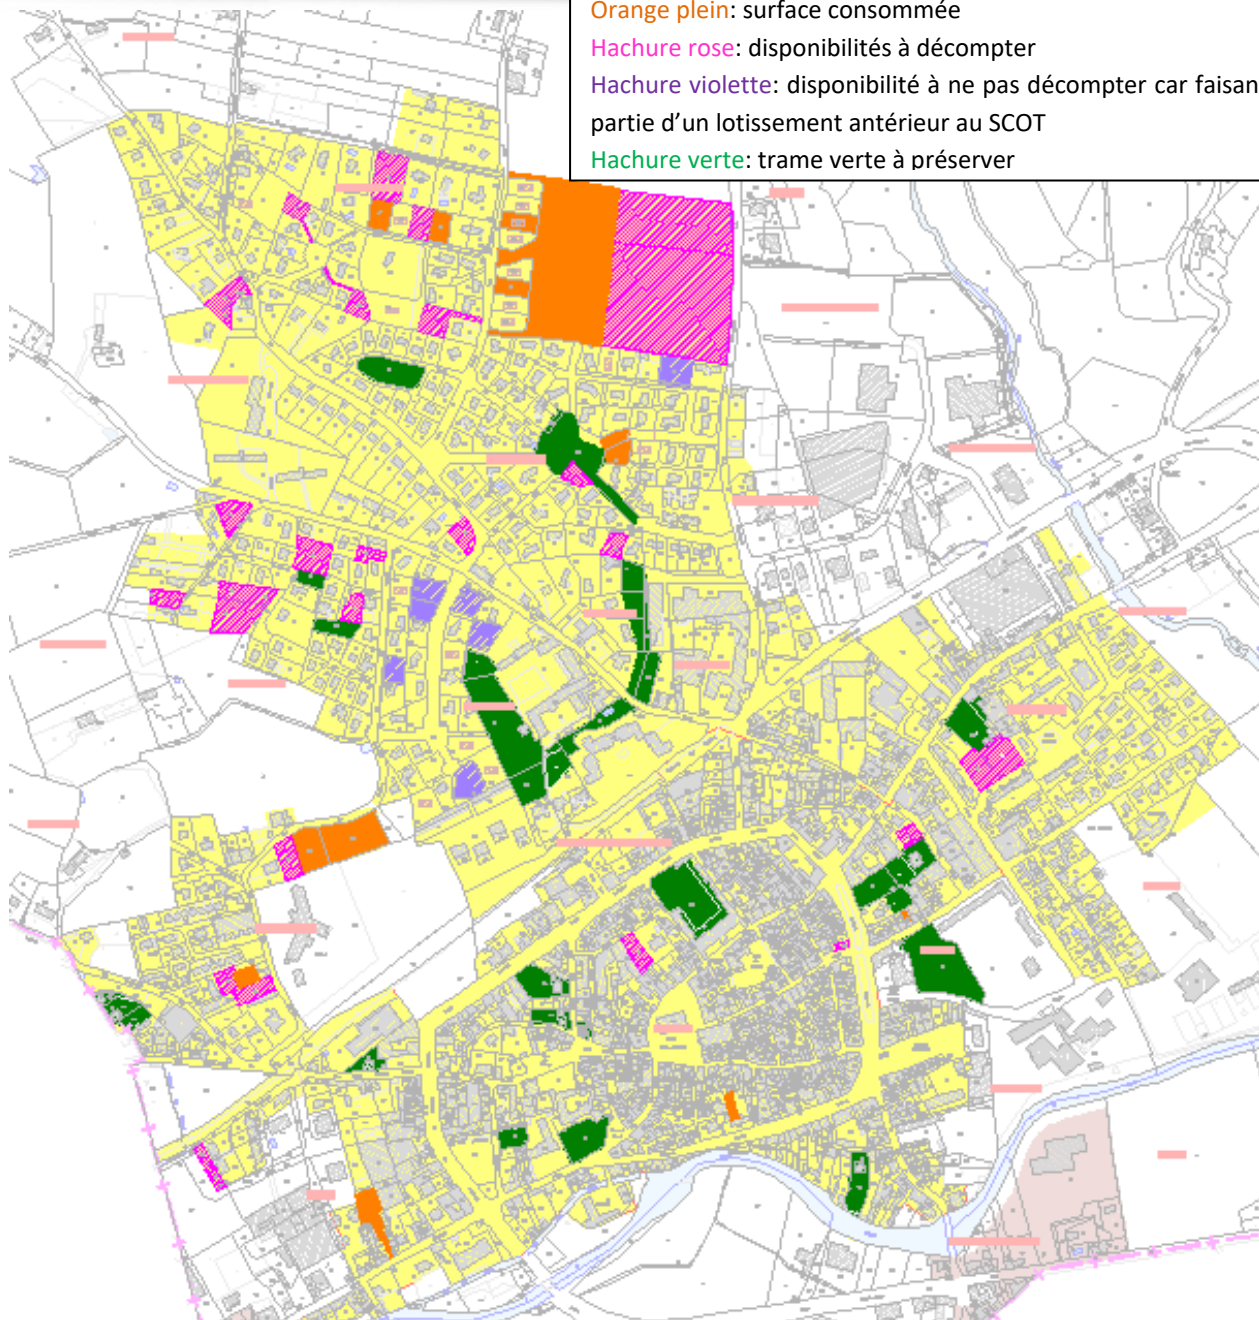 Orange plein: surface consommée
Hachure rose: disponibilités à décompter
Hachure violette: disponibilité à ne pas décompter car faisan
partie d'un lotissement antérieur au SCOT
Hachure verte: trame verte à préserver